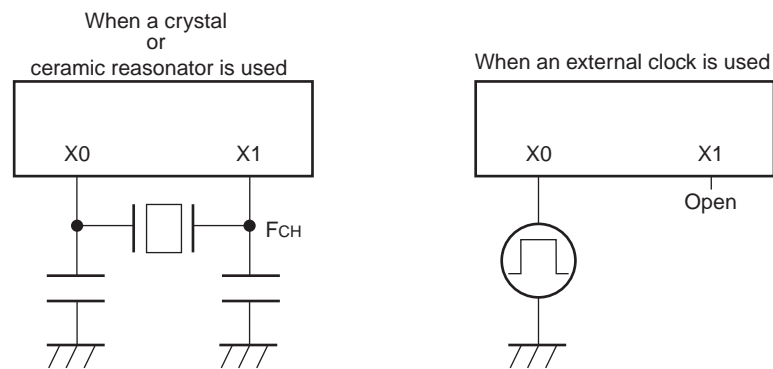 When a crystal
or
ceramic reasonator is used
X0
X1
FCH
When an external clock is used
X0
X1
Open